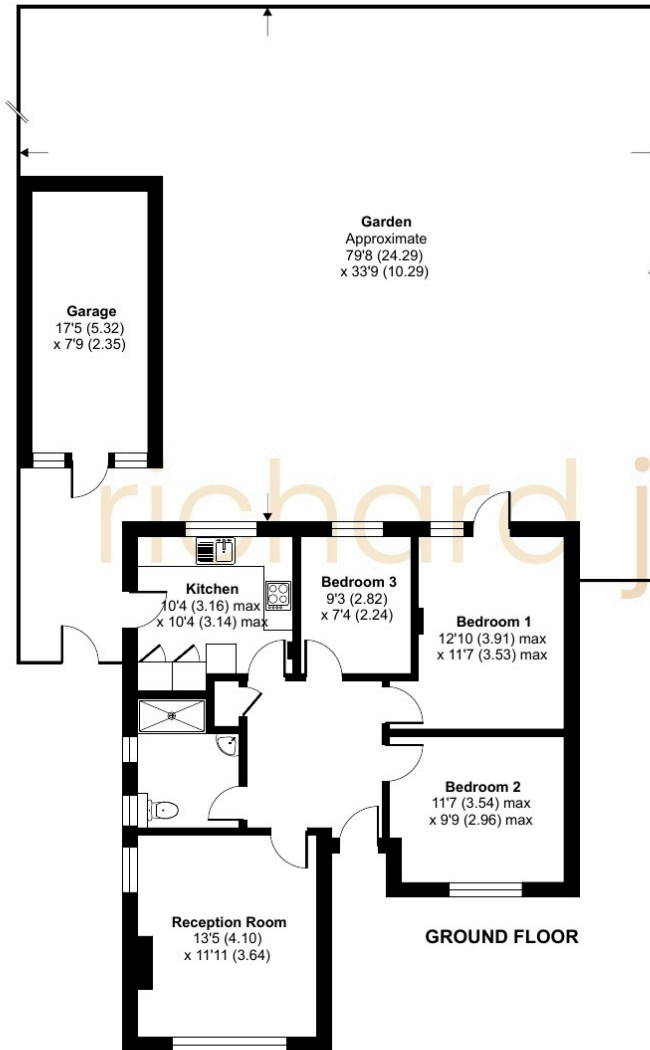 Garden
Approximate
79'8 (24.29)
x 33'9 (10.29)
Garage
17'5 (5.32)
x 7'9 (2.35)
richard j
Kitchen
10'4 (3.16) max
x 10'4 (3.14) max
Bedroom 3
9'3 (2.82)
x 7'4 (2.24)
Bedroom 1
12'10 (3.91) max
x 11'7 (3.53) max
Bedroom 2
11'7 (3.54) max
x 9'9 (2.96) max
Reception Room
13'5 (4.10)
x 11'11 (3.64)
GROUND FLOOR